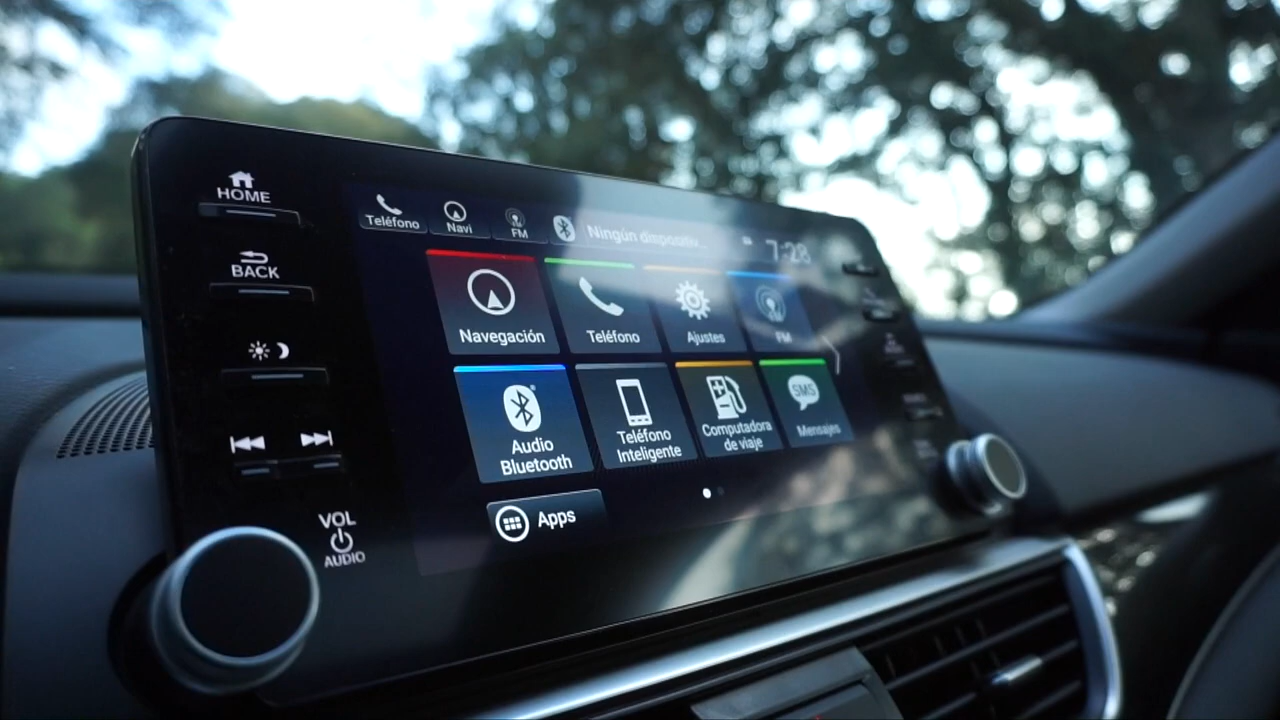 HOME
BACK
VOL
AUDIO
Teléfono
Navi
FM
Ningún dispositiv...
7:28
Navegación
Teléfono
Ajustes
FM
Audio
Bluetooth
Teléfono
Inteligente
Computadora
de viaje
SMS
Mensajes
Apps